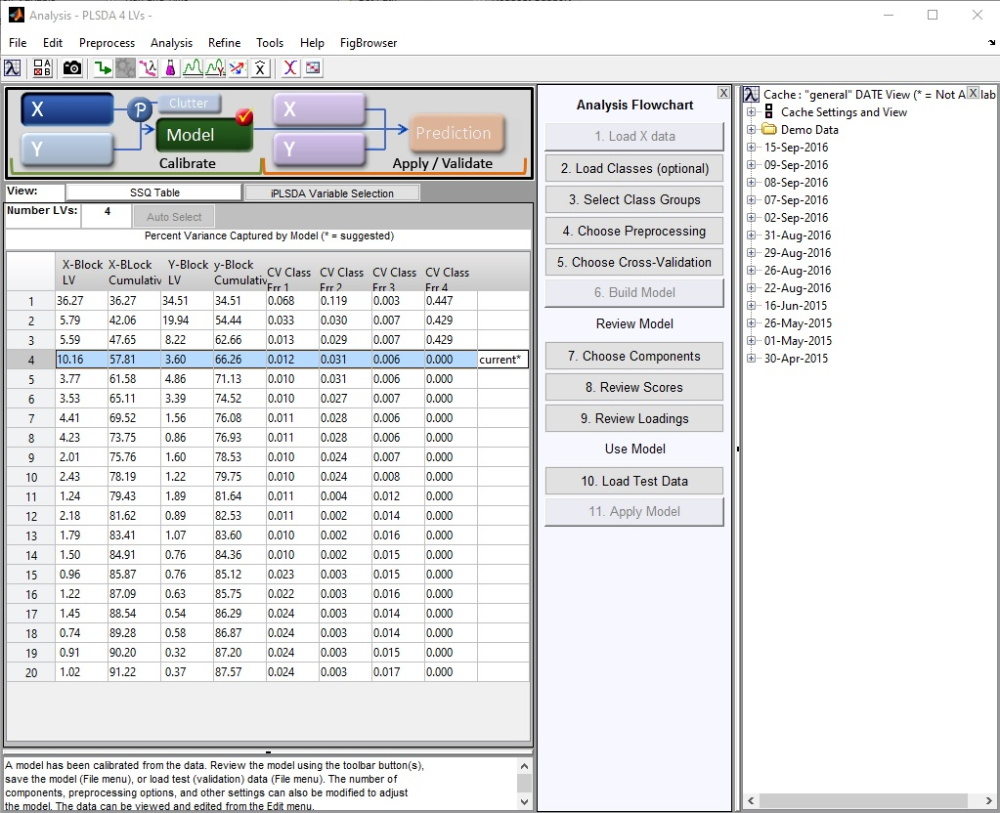 Analysis - PLSDA 4 LVs -
File Edit Preprocess Analysis Refine Tools Help FigBrowser
X
Y
P
Clutter
Model
Calibrate
X
Y
Prediction
Apply / Validate
View:
SSQ Table
iPLSDA Variable Selection
Number LVs:
4
Auto Select
Percent Variance Captured by Model (* = suggested)
X-Block X-BLock Y-Block y-Block CV Class CV Class CV Class CV Class
LV Cumulativ LV Cumulativ Err 1 Err 2 Err 3 Err 4
1 36.27 36.27 34.51 34.51 0.068 0.119 0.003 0.447
2 5.79 42.06 19.94 54.44 0.033 0.030 0.007 0.429
3 5.59 47.65 8.22 62.66 0.013 0.029 0.007 0.429
4 10.16 57.81 3.60 66.26 0.012 0.031 0.006 0.000 current*
5 3.77 61.58 4.86 71.13 0.010 0.031 0.006 0.000
6 3.53 65.11 3.39 74.52 0.010 0.027 0.007 0.000
7 4.41 69.52 1.56 76.08 0.011 0.028 0.006 0.000
8 4.23 73.75 0.86 76.93 0.011 0.028 0.006 0.000
9 2.01 75.76 1.60 78.53 0.010 0.024 0.007 0.000
10 2.43 78.19 1.22 79.75 0.010 0.024 0.008 0.000
11 1.24 79.43 1.89 81.64 0.011 0.004 0.012 0.000
12 2.18 81.62 0.89 82.53 0.011 0.002 0.014 0.000
13 1.79 83.41 1.07 83.60 0.010 0.002 0.016 0.000
14 1.50 84.91 0.76 84.36 0.010 0.002 0.015 0.000
15 0.96 85.87 0.76 85.12 0.023 0.003 0.015 0.000
16 1.22 87.09 0.63 85.75 0.022 0.003 0.016 0.000
17 1.45 88.54 0.54 86.29 0.024 0.003 0.014 0.000
18 0.74 89.28 0.58 86.87 0.024 0.003 0.014 0.000
19 0.91 90.20 0.32 87.20 0.024 0.003 0.015 0.000
20 1.02 91.22 0.37 87.57 0.024 0.003 0.017 0.000
A model has been calibrated from the data. Review the model using the toolbar button(s),
save the model (File menu), or load test (validation) data (File menu). The number of
components, preprocessing options, and other settings can also be modified to adjust
the model. The data can be viewed and edited from the Edit menu.
Analysis Flowchart
1. Load X data
2. Load Classes (optional)
3. Select Class Groups
4. Choose Preprocessing
5. Choose Cross-Validation
6. Build Model
Review Model
7. Choose Components
8. Review Scores
9. Review Loadings
Use Model
10. Load Test Data
11. Apply Model
Cache : "general" DATE View (* = Not A lab
Cache Settings and View
Demo Data
15-Sep-2016
09-Sep-2016
08-Sep-2016
07-Sep-2016
02-Sep-2016
31-Aug-2016
29-Aug-2016
26-Aug-2016
22-Aug-2016
16-Jun-2015
26-May-2015
01-May-2015
30-Apr-2015